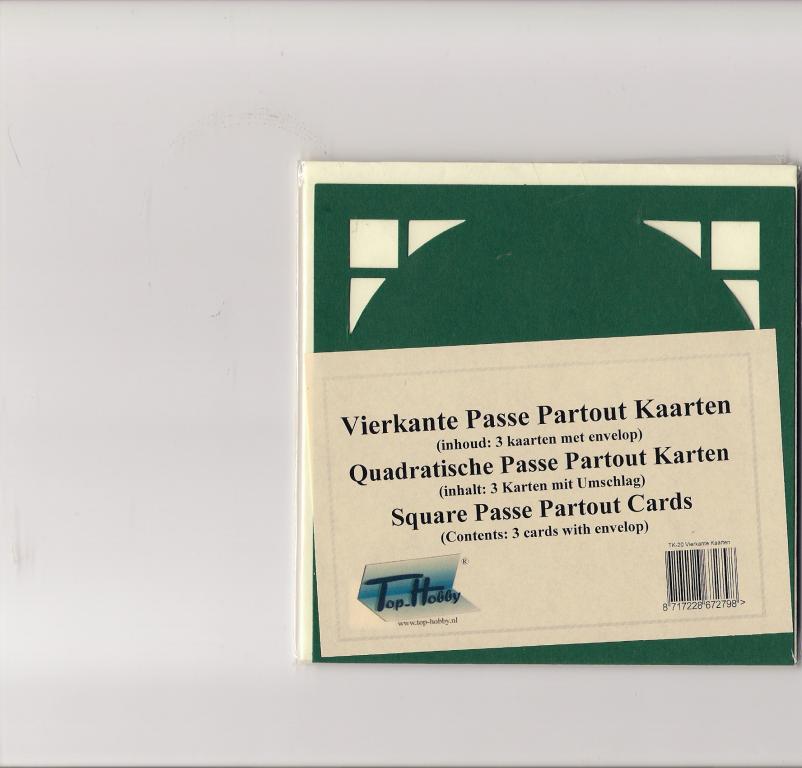 Vierkante Passe Partout Kaarten
(inhoud: 3 kaarten met envelop)
Quadratische Passe Partout Karten
(inhalt: 3 Karten mit Umschlag)
Square Passe Partout Cards
(Contents: 3 cards with envelop)
Top-Hobby®
www.top-hobby.nl
TK-20 Vierkante Kaarten
8 717228 672798 >